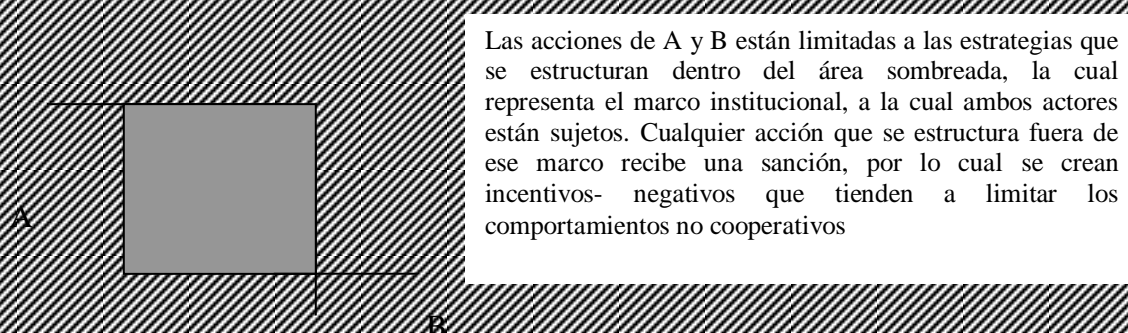 Las acciones de A y B están limitadas a las estrategias que
se estructuran dentro del área sombreada, la cual
representa el marco institucional, a la cual ambos actores
están sujetos. Cualquier acción que se estructura fuera de
ese marco recibe una sanción, por lo cual se crean
incentivos- negativos que tienden a limitar los
comportamientos no cooperativos
A
B